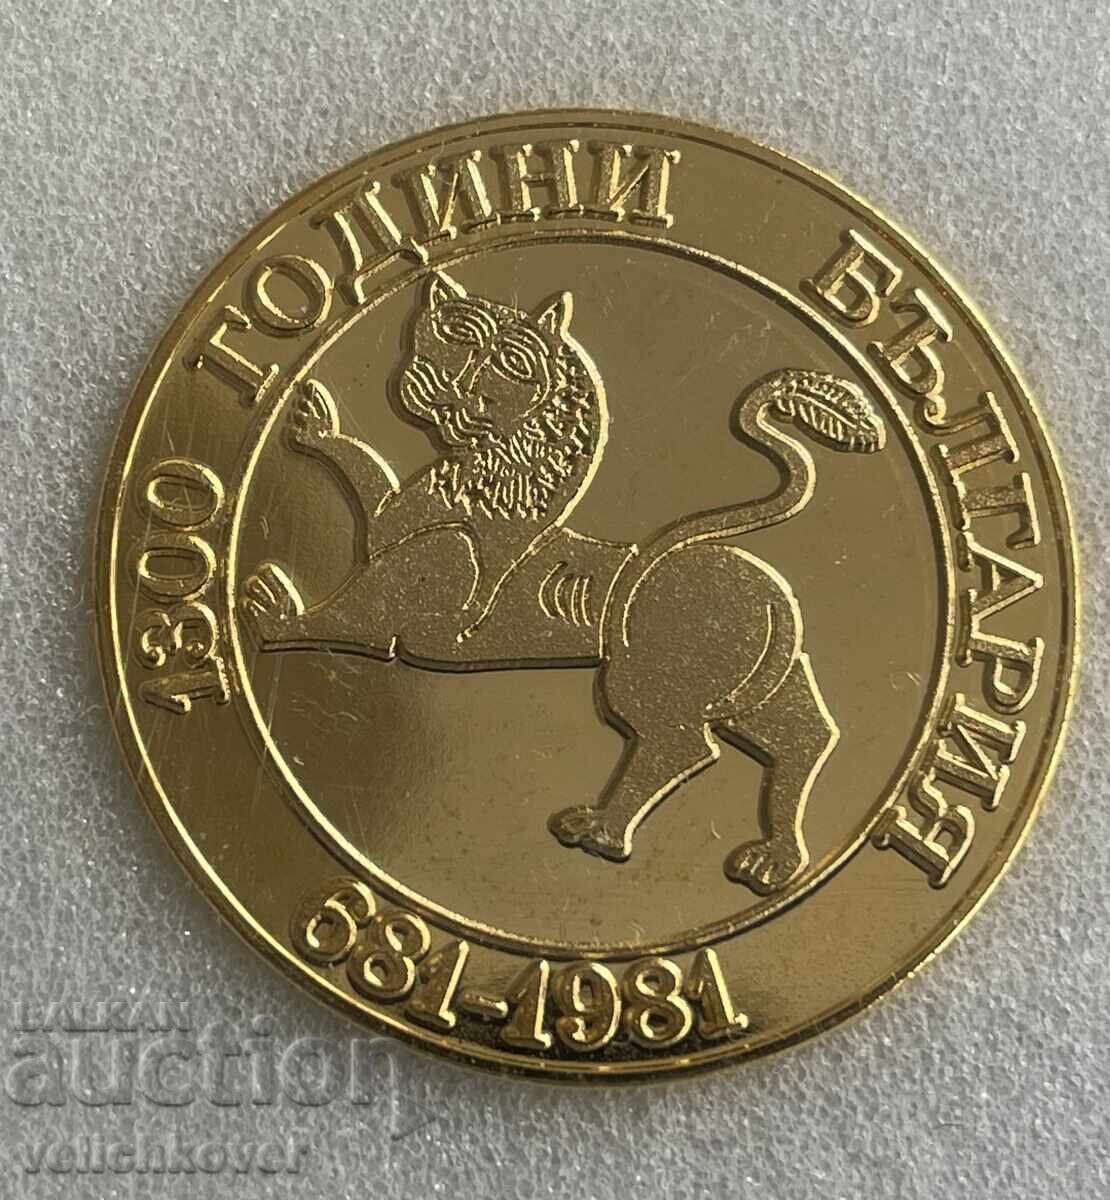 1300 ГОДИНИ БЪЛГАРИЯ
681-1981
BALKAN
auction
velichkover